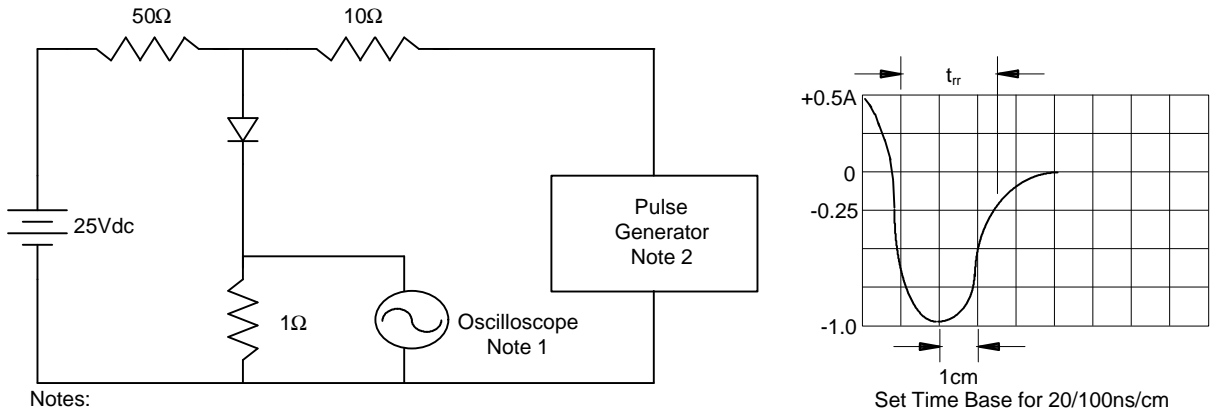 50Ω
10Ω
25Vdc
1Ω
Oscilloscope
Note 1
Pulse
Generator
Note 2
Notes:
trr
+0.5A
0
-0.25
-1.0
1cm
Set Time Base for 20/100ns/cm